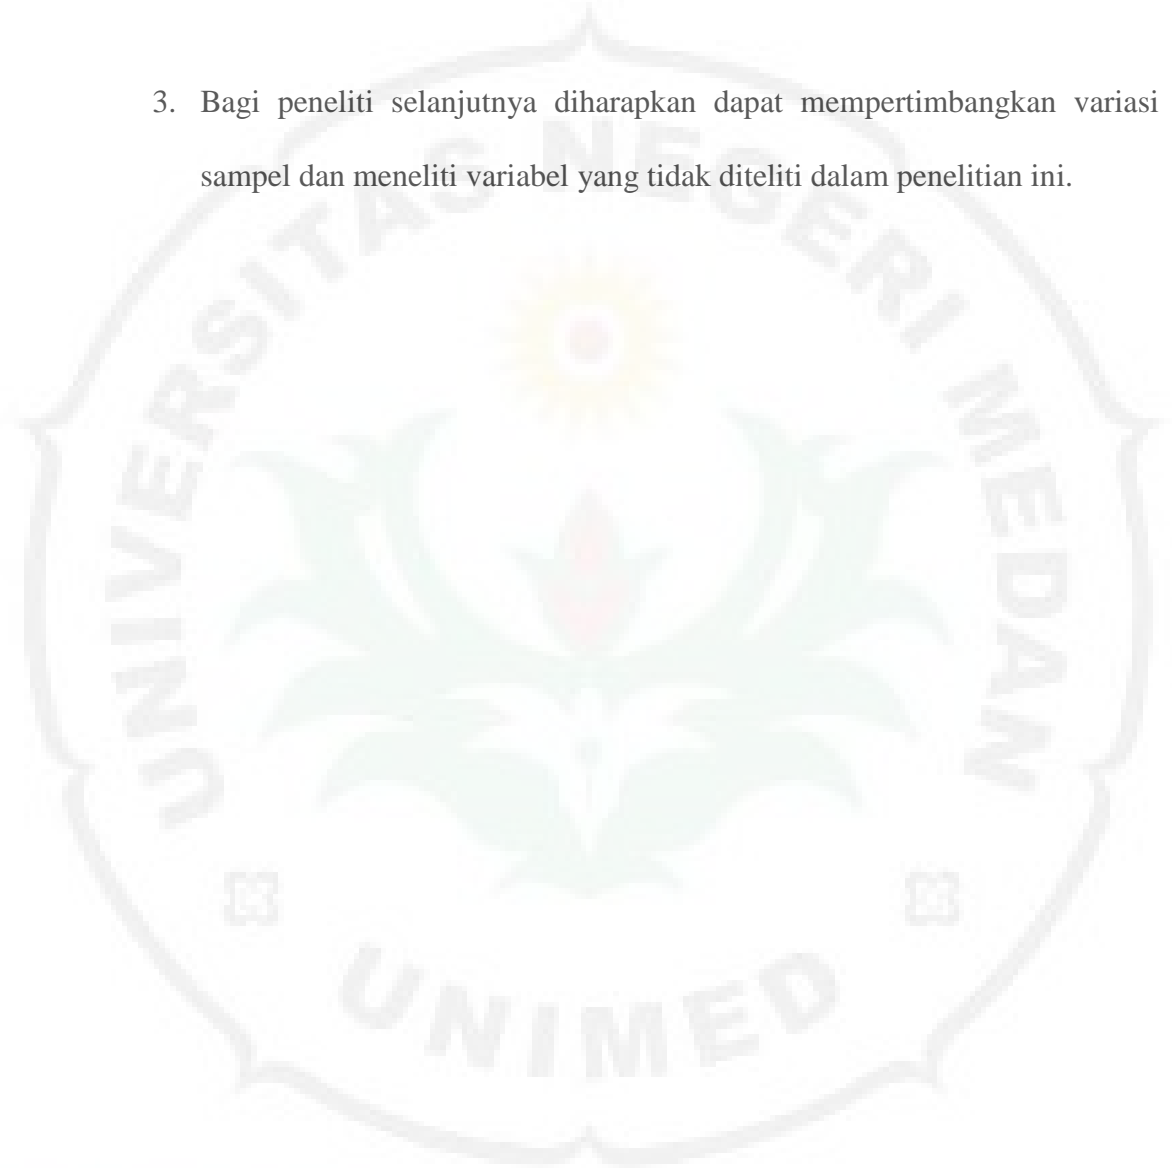 3. Bagi peneliti selanjutnya diharapkan dapat mempertimbangkan variasi
sampel dan meneliti variabel yang tidak diteliti dalam penelitian ini.
UNIVERSITAS NEGERI MEDAN
UNIMED